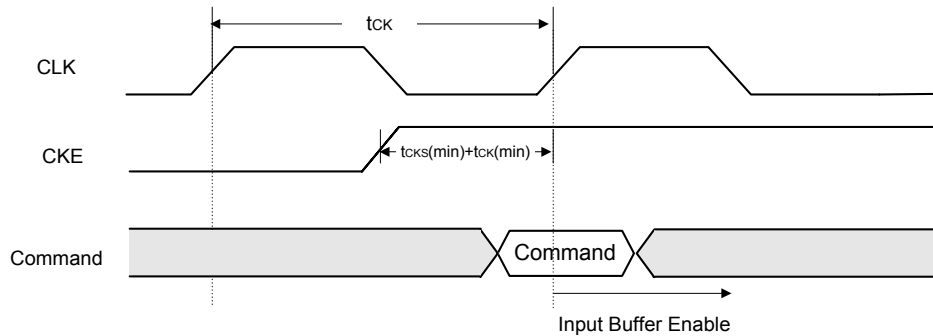 tCK
CLK
CKE
tCKS(min)+tCK(min)
Command
Command
Input Buffer Enable